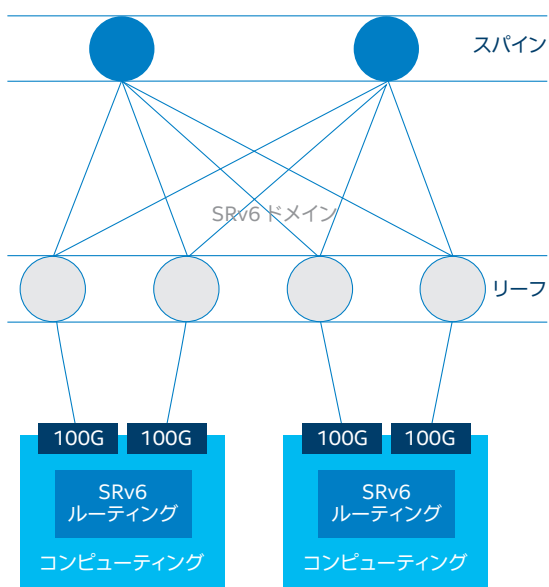 スパイン
SRv6 ドメイン
リーフ
100G 100G 100G 100G
SRv6 SRv6
ルーティング ルーティング
コンピューティング コンピューティング